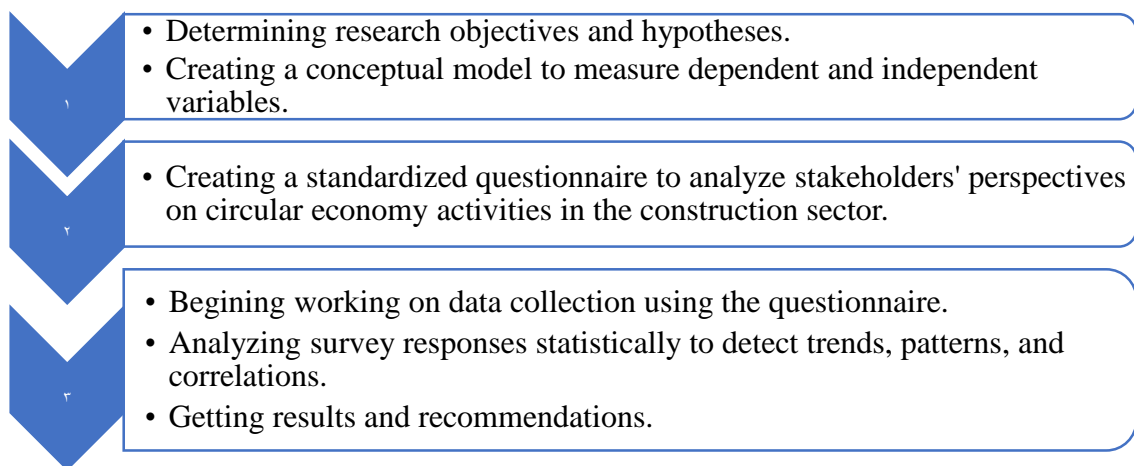 • Determining research objectives and hypotheses.
• Creating a conceptual model to measure dependent and independent
variables.
١
• Creating a standardized questionnaire to analyze stakeholders' perspectives
on circular economy activities in the construction sector.
٢
• Begining working on data collection using the questionnaire.
• Analyzing survey responses statistically to detect trends, patterns, and
correlations.
• Getting results and recommendations.
٣